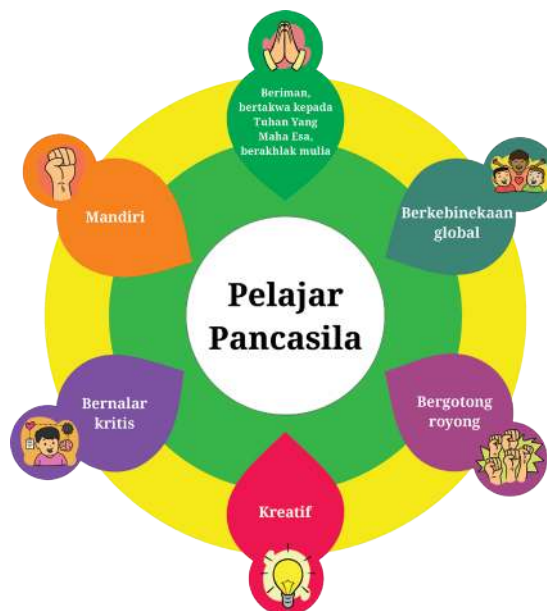 Beriman,
bertakwa kepada
Tuhan Yang
Maha Esa,
berakhlak mulia
Mandiri
Berkebinekaan
global
Pelajar
Pancasila
Bernalar
kritis
Bergotong
royong
Kreatif